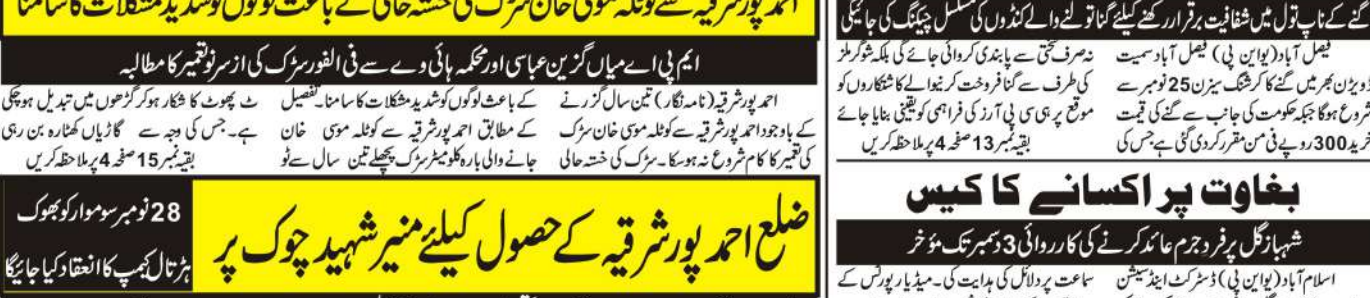 گنے کے ناپ تول میں شفافیت برقرار رکھنے کیلئے گنا تولنے والے کنڈوں کی مسلسل چیکنگ کی جائیگی
فیصل آباد (یو این پی) فیصل آباد سمیت
ڈویژن بھر میں گنے کا کرشنگ سیزن 25 نومبر سے
شروع ہوگا جبکہ حکومت کی جانب سے گنے کی قیمت
خرید 300 روپے فی من مقرر کر دی گئی ہے جس کی
نہ صرف سختی سے پابندی کروائی جائے گی بلکہ شوگر ملز
کی طرف سے گنا فروخت کرنیوالے کاشتکاروں کو
موقع پر ہی سی پی آرز کی فراہمی کو یقینی بنایا جائے
بقیہ نمبر 13 صفحہ 4 پر ملاحظہ کریں
بغاوت پر اکسانے کا کیس
شہباز گل پر فرد جرم عائد کرنے کی کارروائی 3 دسمبر تک مؤخر
اسلام آباد (یو این پی) ڈسٹرکٹ اینڈ سیشن
سماعت پر دلائل کی ہدایت کی۔ میڈیا رپورٹس کے
احمد پور شرقیہ سے کوٹلہ موسیٰ خان سڑک کی خستہ حالی کے باعث لوگوں کو شدید مشکلات کا سامنا
ایم پی اے میاں گزین عباسی اور محکمہ ہائی وے سے فی الفور سڑک کی از سر نو تعمیر کا مطالبہ
احمد پور شرقیہ (نامہ نگار) تین سال گزرنے
کے باوجود احمد پور شرقیہ سے کوٹلہ موسیٰ خان سڑک
کی تعمیر کا کام شروع نہ ہو سکا۔ سڑک کی خستہ حالی
کے باعث لوگوں کو شدید مشکلات کا سامنا۔ تفصیل
کے مطابق احمد پور شرقیہ سے کوٹلہ موسی خان
جانے والی بارہ کلومیٹر سڑک پچھلے تین سال سے ٹو
ٹ پھوٹ کا شکار ہو کر گڑھوں میں تبدیل ہو چکی
ہے۔ جس کی وجہ سے گاڑیاں کھٹارہ بن رہی
بقیہ نمبر 15 صفحہ 4 پر ملاحظہ کریں
ضلع احمد پور شرقیہ کے حصول کیلئے منیر شہید چوک پر
28 نومبر سوموار کو بھوک
ہڑتال کیمپ کا انعقاد کیا جائیگا